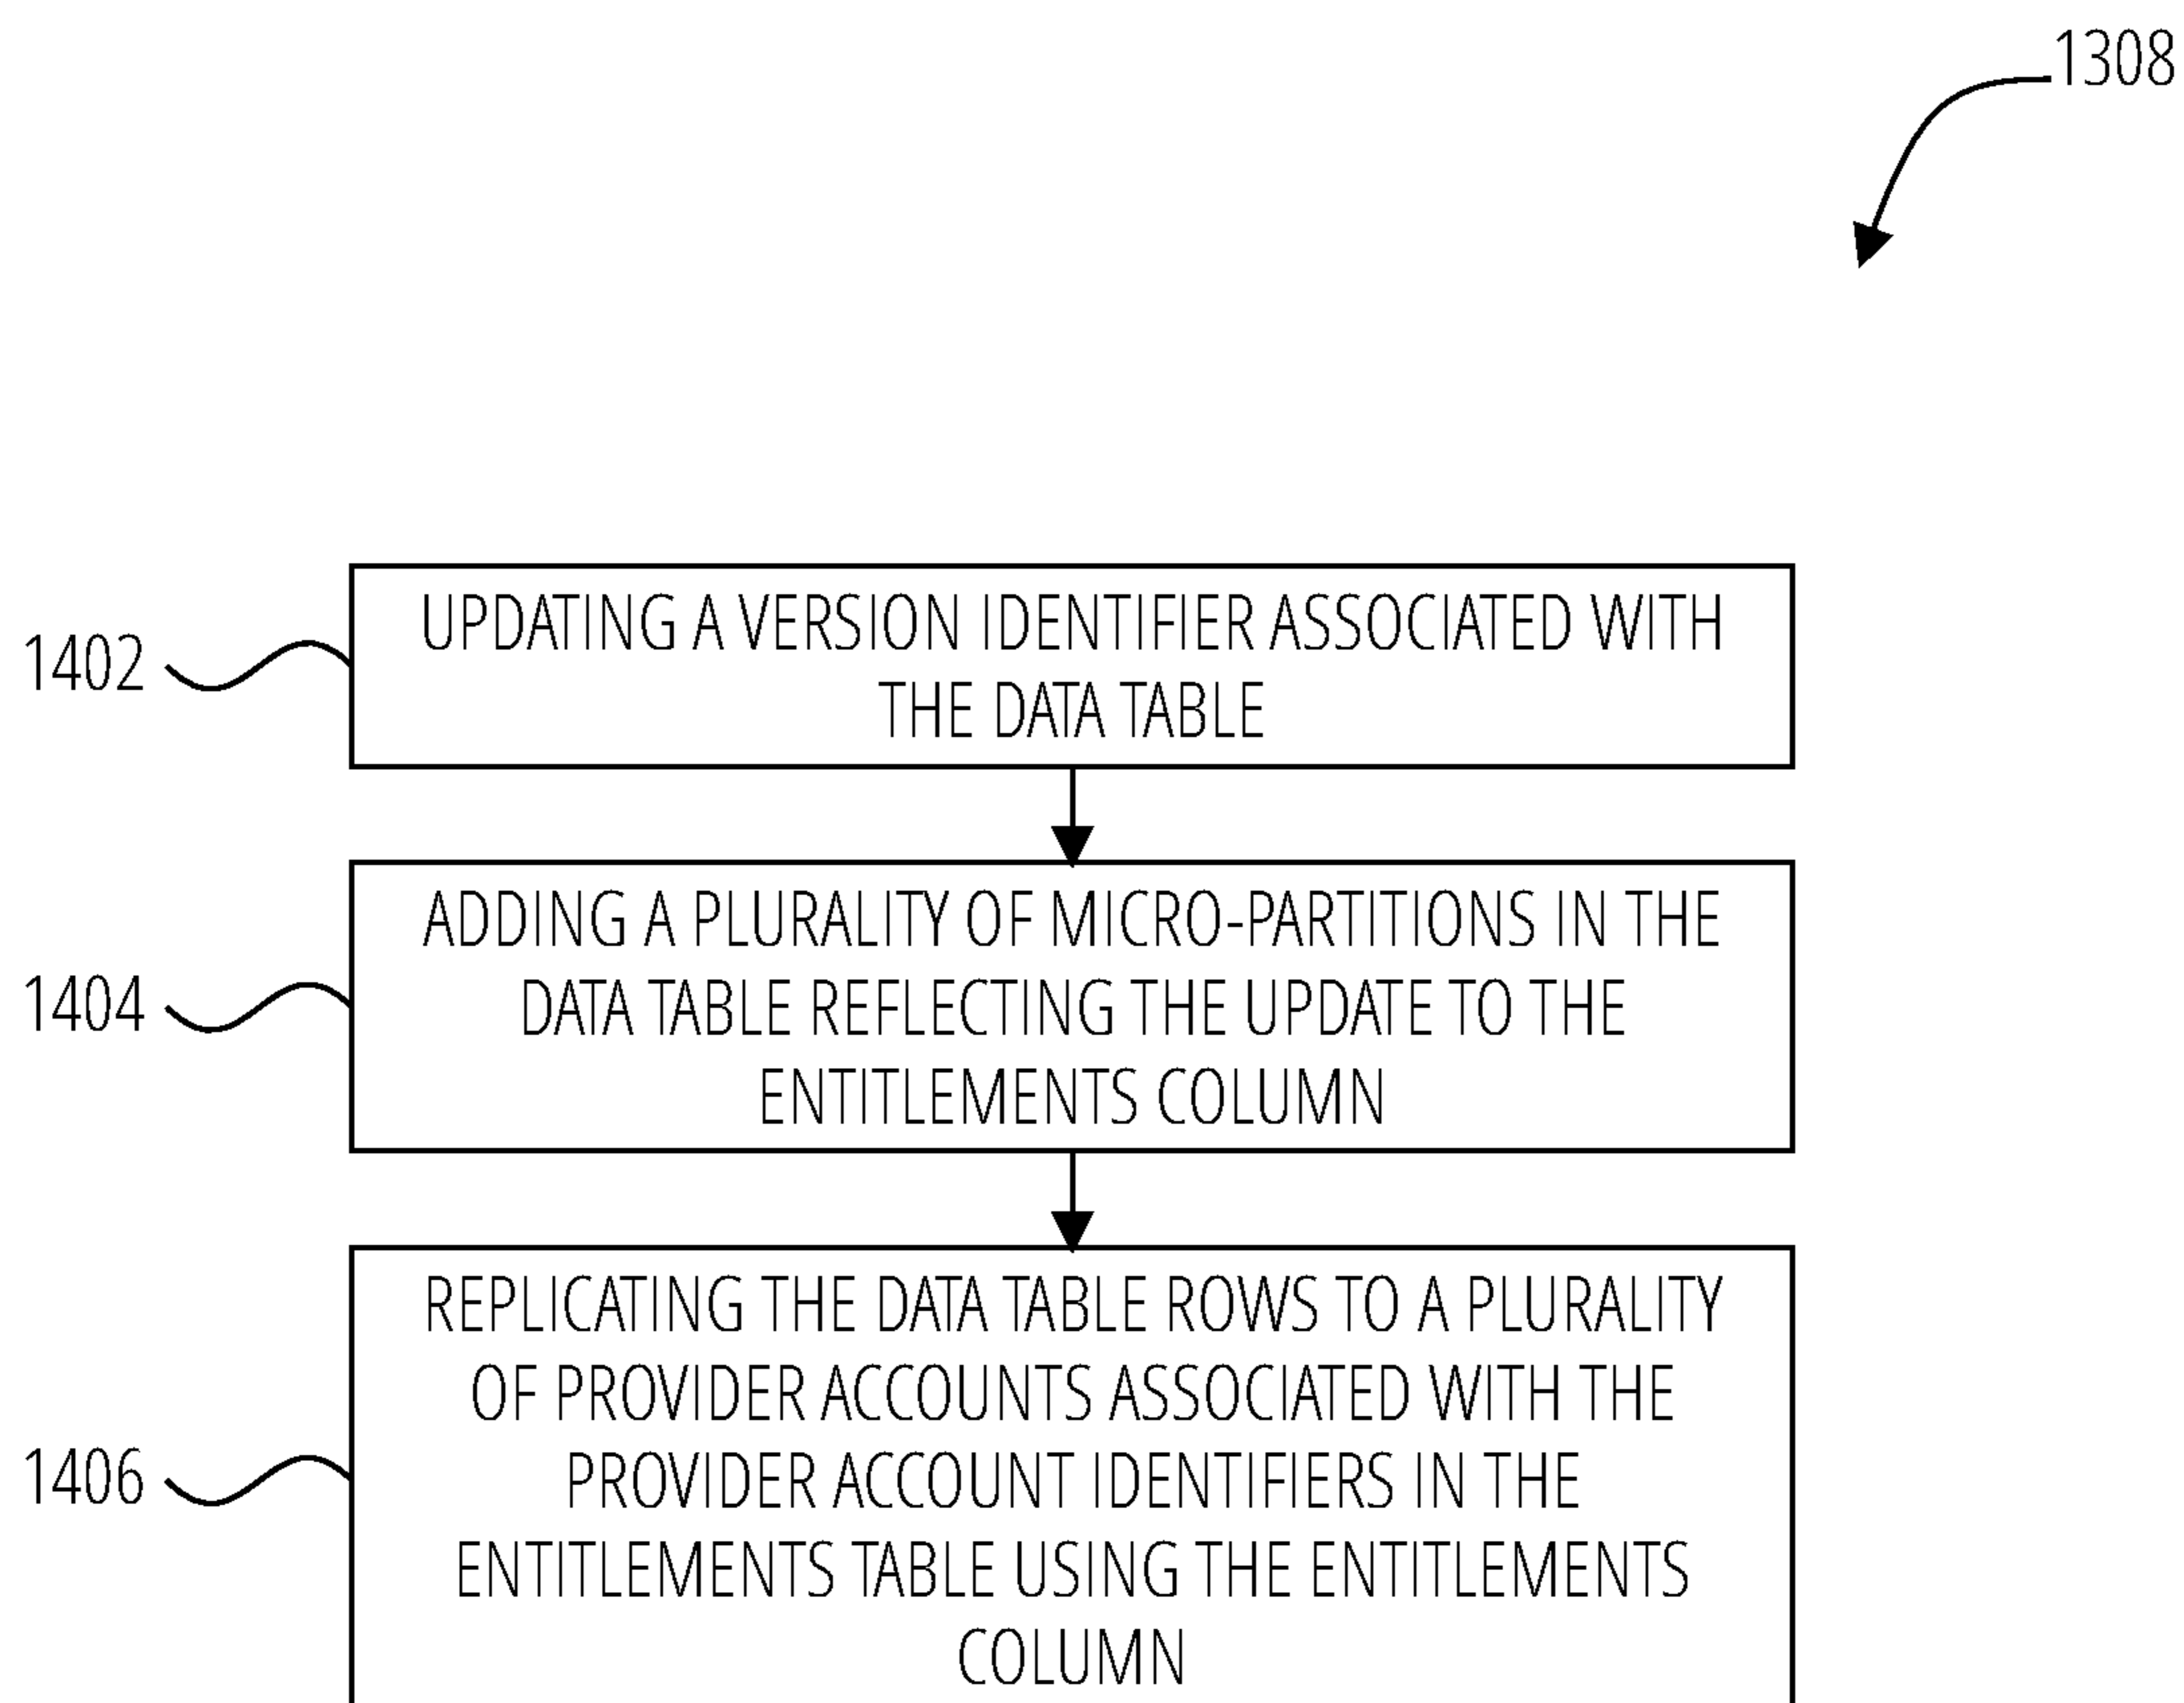 1308
1402
UPDATING A VERSION IDENTIFIER ASSOCIATED WITH
THE DATA TABLE
1404
ADDING A PLURALITY OF MICRO-PARTITIONS IN THE
DATA TABLE REFLECTING THE UPDATE TO THE
ENTITLEMENTS COLUMN
1406
REPLICATING THE DATA TABLE ROWS TO A PLURALITY
OF PROVIDER ACCOUNTS ASSOCIATED WITH THE
PROVIDER ACCOUNT IDENTIFIERS IN THE
ENTITLEMENTS TABLE USING THE ENTITLEMENTS
COLUMN